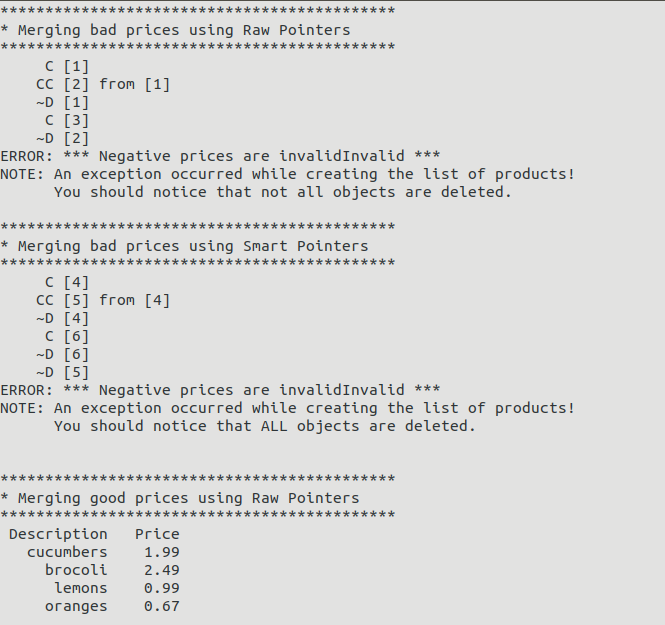 ********************************************
* Merging bad prices using Raw Pointers
********************************************
     C [1]
    CC [2] from [1]
    ~D [1]
     C [3]
    ~D [2]
ERROR: *** Negative prices are invalidInvalid ***
NOTE: An exception occurred while creating the list of products!
      You should notice that not all objects are deleted.

********************************************
* Merging bad prices using Smart Pointers
********************************************
     C [4]
    CC [5] from [4]
    ~D [4]
     C [6]
    ~D [6]
    ~D [5]
ERROR: *** Negative prices are invalidInvalid ***
NOTE: An exception occurred while creating the list of products!
      You should notice that ALL objects are deleted.


********************************************
* Merging good prices using Raw Pointers
********************************************
 Description   Price
   cucumbers    1.99
     brocoli    2.49
      lemons    0.99
     oranges    0.67